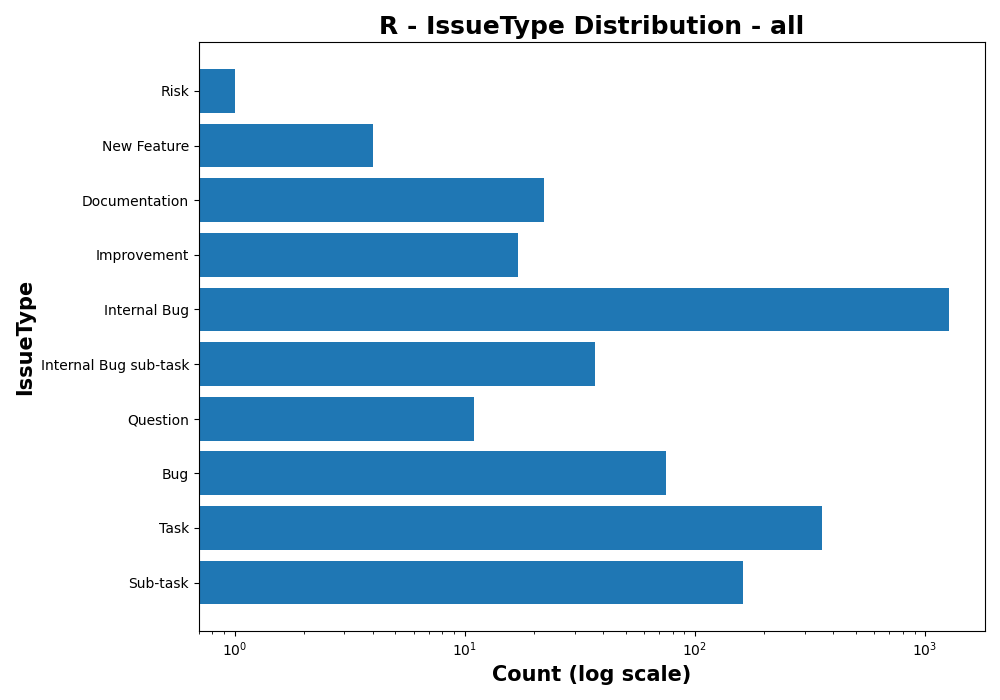 R - IssueType Distribution - all
Risk
New Feature
Documentation
Improvement
Internal Bug
Internal Bug sub-task
Question
Bug
Task
Sub-task
IssueType
10⁰ 10¹ 10² 10³
Count (log scale)